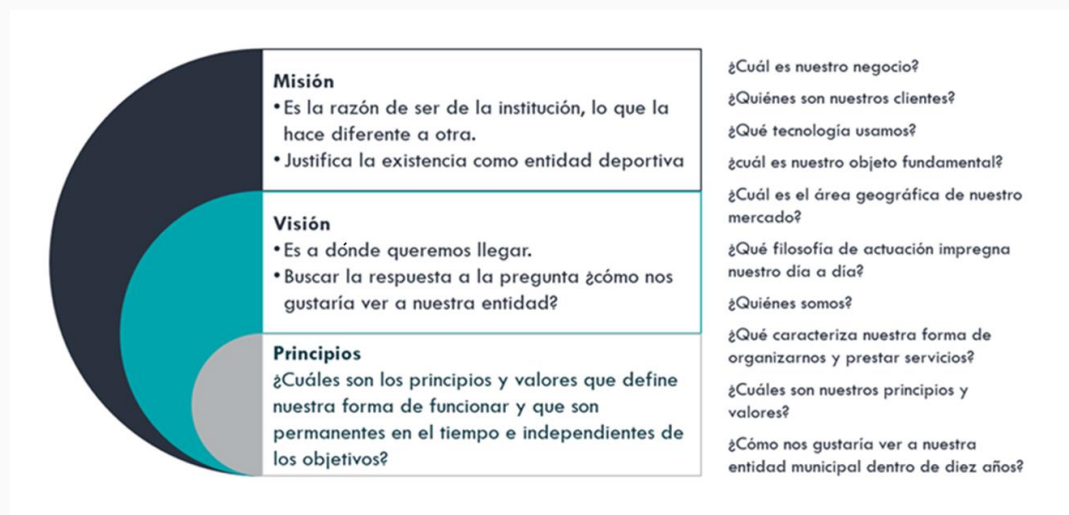 Misión
• Es la razón de ser de la institución, lo que la
hace diferente a otra.
• Justifica la existencia como entidad deportiva
Visión
• Es a dónde queremos llegar.
• Buscar la respuesta a la pregunta ¿cómo nos
gustaría ver a nuestra entidad?
Principios
¿Cuáles son los principios y valores que define
nuestra forma de funcionar y que son
permanentes en el tiempo e independientes de
los objetivos?
¿Cuál es nuestro negocio?
¿Quiénes son nuestros clientes?
¿Qué tecnología usamos?
¿cuál es nuestro objeto fundamental?
¿Cuál es el área geográfica de nuestro
mercado?
¿Qué filosofía de actuación impregna
nuestro día a día?
¿Quiénes somos?
¿Qué caracteriza nuestra forma de
organizarnos y prestar servicios?
¿Cuáles son nuestros principios y
valores?
¿Cómo nos gustaría ver a nuestra
entidad municipal dentro de diez años?